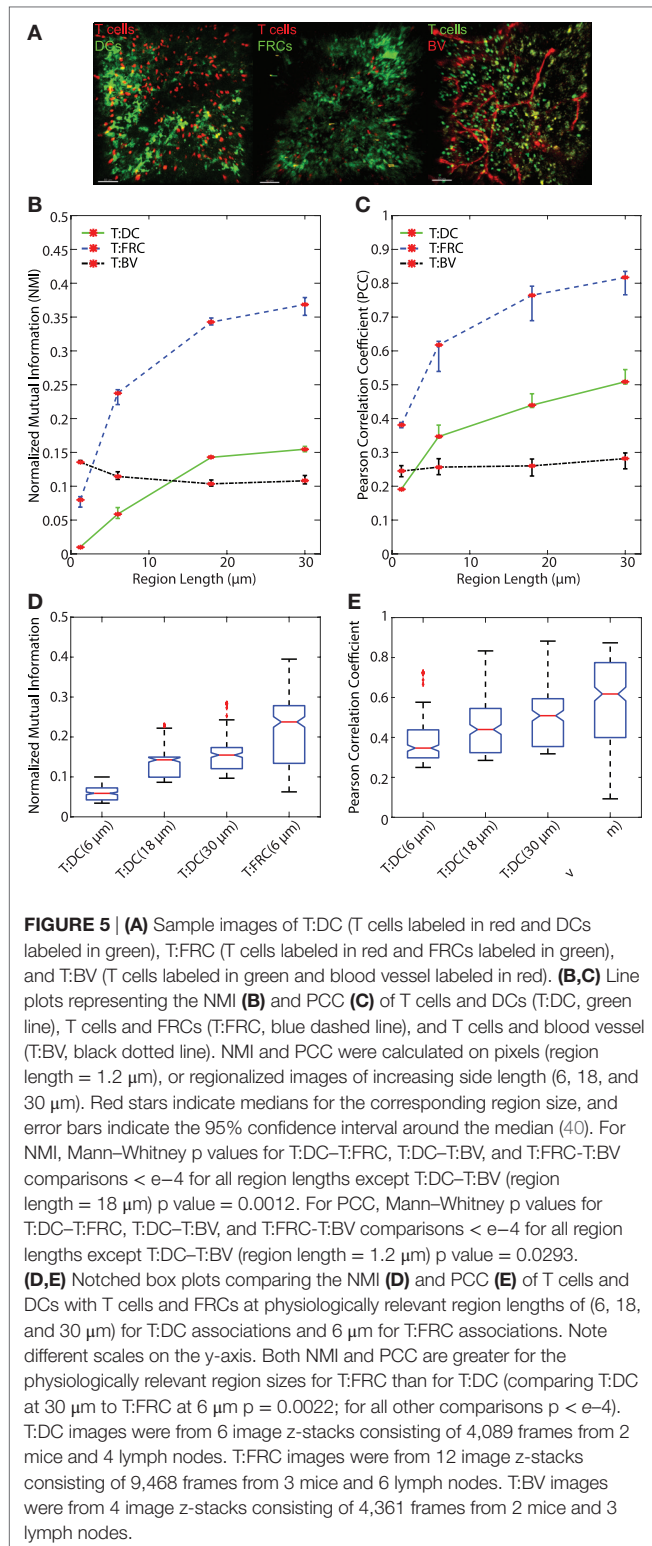 A
T cells
DCs
T cells
FRCs
T cells
BV
B
C
0.5
0.45
0.4
0.35
0.3
0.25
0.2
0.15
0.1
0.05
0
Normalized Mutual Information (NMI)
T:DC
T:FRC
T:BV
0
10
20
30
Region Length (µm)
1
0.9
0.8
0.7
0.6
0.5
0.4
0.3
0.2
0.1
0
Pearson Correlation Coefficient (PCC)
T:DC
T:FRC
T:BV
0
10
20
30
Region Length (µm)
D
E
0.5
0.4
0.3
0.2
0.1
0
Normalized Mutual Information
T:DC(6 µm)
T:DC(18 µm)
T:DC(30 µm)
T:FRC(6 µm)
1
0.8
0.6
0.4
0.2
0
Pearson Correlation Coefficient
T:DC(6 µm)
T:DC(18 µm)
T:DC(30 µm)
v
m)
FIGURE 5 | (A) Sample images of T:DC (T cells labeled in red and DCs
labeled in green), T:FRC (T cells labeled in red and FRCs labeled in green),
and T:BV (T cells labeled in green and blood vessel labeled in red). (B,C) Line
plots representing the NMI (B) and PCC (C) of T cells and DCs (T:DC, green
line), T cells and FRCs (T:FRC, blue dashed line), and T cells and blood vessel
(T:BV, black dotted line). NMI and PCC were calculated on pixels (region
length = 1.2 µm), or regionalized images of increasing side length (6, 18, and
30 µm). Red stars indicate medians for the corresponding region size, and
error bars indicate the 95% confidence interval around the median (40). For
NMI, Mann–Whitney p values for T:DC–T:FRC, T:DC–T:BV, and T:FRC-T:BV
comparisons < e−4 for all region lengths except T:DC–T:BV (region
length = 18 µm) p value = 0.0012. For PCC, Mann–Whitney p values for
T:DC–T:FRC, T:DC–T:BV, and T:FRC-T:BV comparisons < e−4 for all region
lengths except T:DC–T:BV (region length = 1.2 µm) p value = 0.0293.
(D,E) Notched box plots comparing the NMI (D) and PCC (E) of T cells and
DCs with T cells and FRCs at physiologically relevant region lengths of (6, 18,
and 30 µm) for T:DC associations and 6 µm for T:FRC associations. Note
different scales on the y-axis. Both NMI and PCC are greater for the
physiologically relevant region sizes for T:FRC than for T:DC (comparing T:DC
at 30 µm to T:FRC at 6 µm p = 0.0022; for all other comparisons p < e–4).
T:DC images were from 6 image z-stacks consisting of 4,089 frames from 2
mice and 4 lymph nodes. T:FRC images were from 12 image z-stacks
consisting of 9,468 frames from 3 mice and 6 lymph nodes. T:BV images
were from 4 image z-stacks consisting of 4,361 frames from 2 mice and 3
lymph nodes.